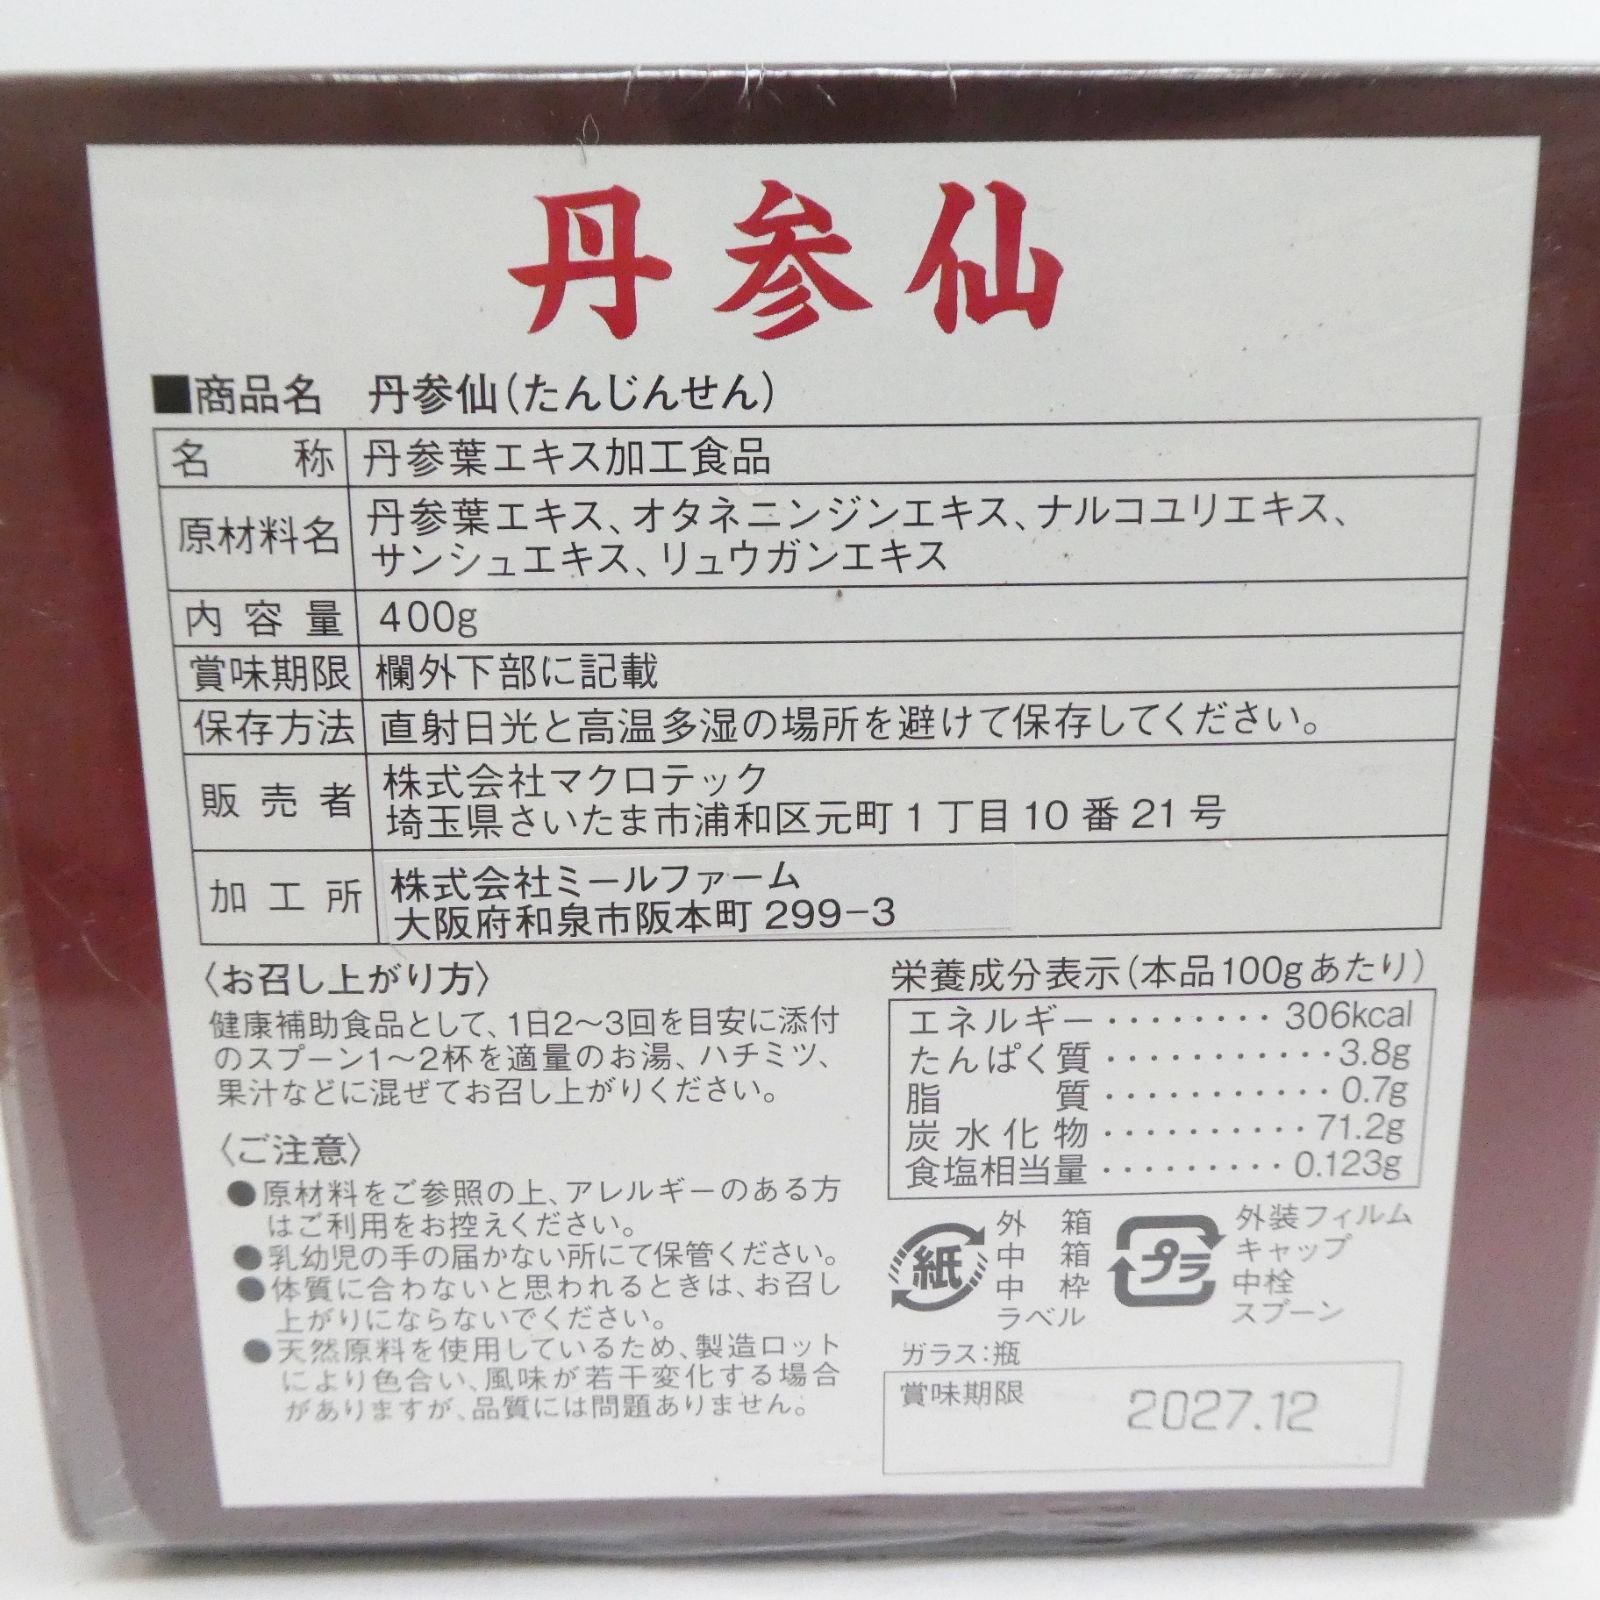 丹参仙
■商品名 丹参仙(たんじんせん)
名称 丹参葉エキス加工食品
原材料名 丹参葉エキス、オタネニンジンエキス、ナルコユリエキス、
サンシュエキス、リュウガンエキス
内容量 400g
賞味期限 欄外下部に記載
保存方法 直射日光と高温多湿の場所を避けて保存してください。
販売者 株式会社マクロテック
埼玉県さいたま市浦和区元町1丁目10番21号
加工所 株式会社ミールファーム
大阪府和泉市阪本町299-3
〈お召し上がり方〉
健康補助食品として、1日2〜3回を目安に添付
のスプーン1〜2杯を適量のお湯、ハチミツ、
果汁などに混ぜてお召し上がりください。
〈ご注意〉
●原材料をご参照の上、アレルギーのある方
はご利用をお控えください。
●乳幼児の手の届かない所にて保管ください。
●体質に合わないと思われるときは、お召し
上がりにならないでください。
●天然原料を使用しているため、製造ロット
により色合い、風味が若干変化する場合
がありますが、品質には問題ありません。
栄養成分表示(本品100gあたり)
エネルギー・・・・・・・・306kcal
たんぱく質・・・・・・・・・・・3.8g
脂質・・・・・・・・・・・0.7g
炭水化物・・・・・・・・・・71.2g
食塩相当量・・・・・・・・・0.123g
紙
外箱
中箱
中枠
ラベル
プラ
外装フィルム
キャップ
中栓
スプーン
ガラス:瓶
賞味期限 2027.12